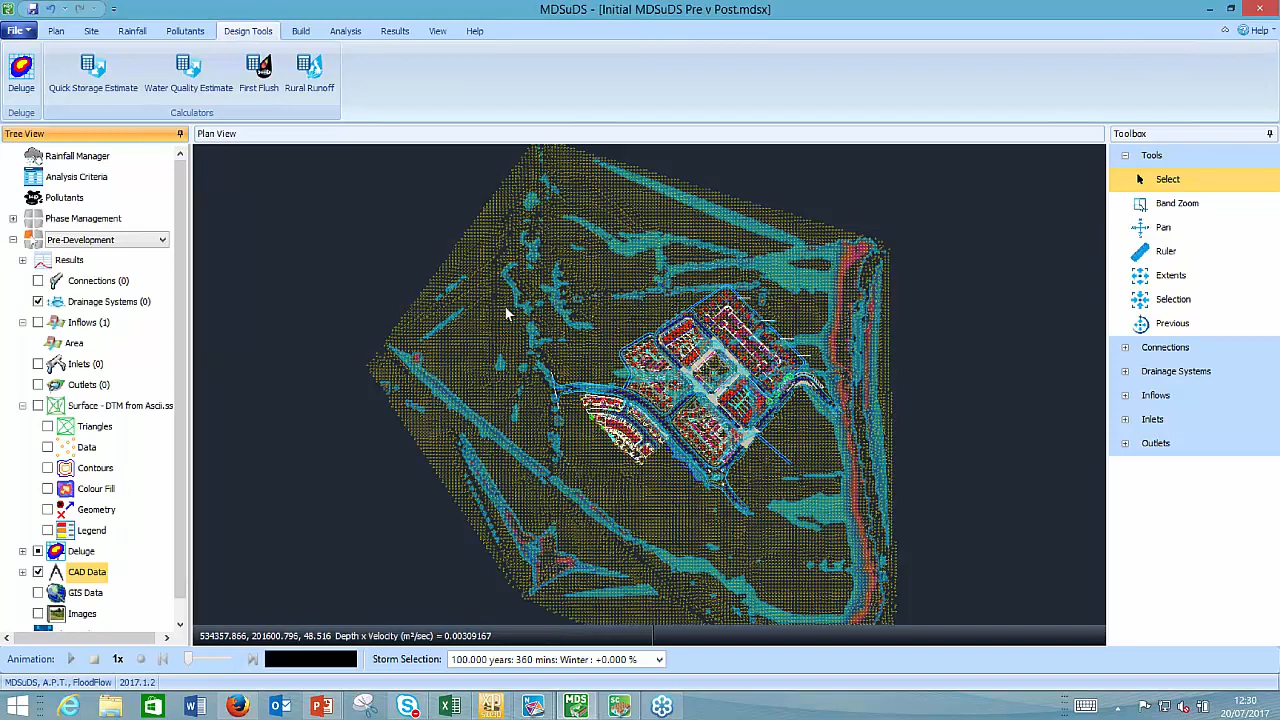 MDSuDS - [Initial MDSuDS Pre v Post.mdsx]
File Plan Site Rainfall Pollutants Design Tools Build Analysis Results View Help
Help
Deluge Quick Storage Estimate Water Quality Estimate First Flush Rural Runoff
Deluge Calculators
Tree View
Plan View
Toolbox
Rainfall Manager
Analysis Criteria
Pollutants
Phase Management
Pre-Development
Results
Connections (0)
Drainage Systems (0)
Inflows (1)
Area
Inlets (0)
Outlets (0)
Surface - DTM from Ascii.ss
Triangles
Data
Contours
Colour Fill
Geometry
Legend
Deluge
CAD Data
GIS Data
Images
Tools
Select
Band Zoom
Pan
Ruler
Extents
Selection
Previous
Connections
Drainage Systems
Inflows
Inlets
Outlets
534357.866, 201600.795, 48.516 Depth x Velocity (m²/sec) = 0.00309167
Animation: 1x Storm Selection: 100.000 years: 360 mins: Winter : +0.000 %
MDSuDS, A.P.T., FloodFlow 2017.1.2
12:30
20/07/2017